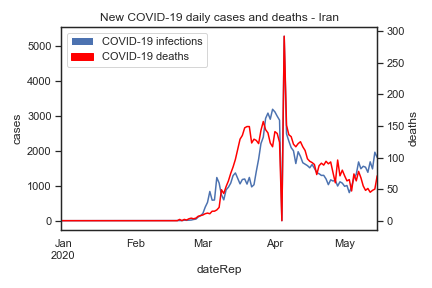 New COVID-19 daily cases and deaths - Iran
COVID-19 infections
COVID-19 deaths
cases
5000
4000
3000
2000
1000
0
deaths
300
250
200
150
100
50
0
Jan
2020
Feb
Mar
Apr
May
dateRep